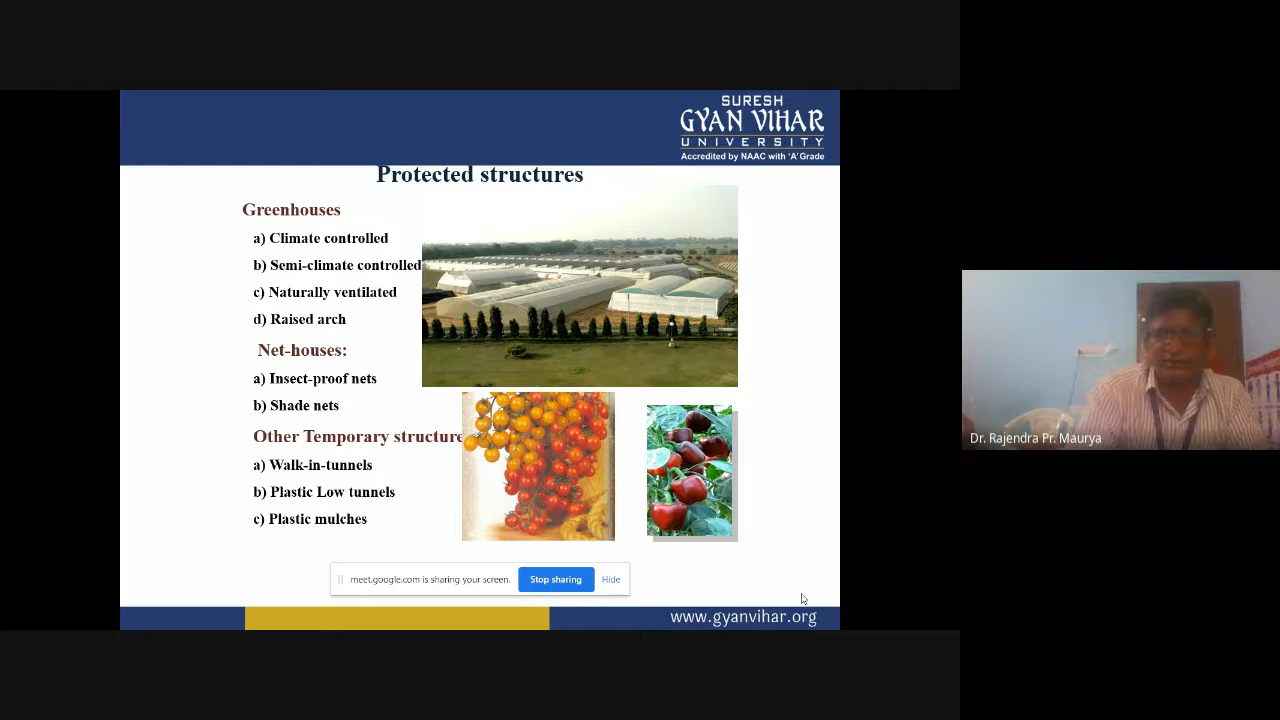 SURESH
GYAN VIHAR
UNIVERSITY
Accredited by NAAC with 'A' Grade
Protected structures
Greenhouses
a) Climate controlled
b) Semi-climate controlled
c) Naturally ventilated
d) Raised arch
Net-houses:
a) Insect-proof nets
b) Shade nets
Other Temporary structure
a) Walk-in-tunnels
b) Plastic Low tunnels
c) Plastic mulches
meet.google.com is sharing your screen.
Stop sharing
Hide
www.gyanvihar.org
Dr. Rajendra Pr. Maurya